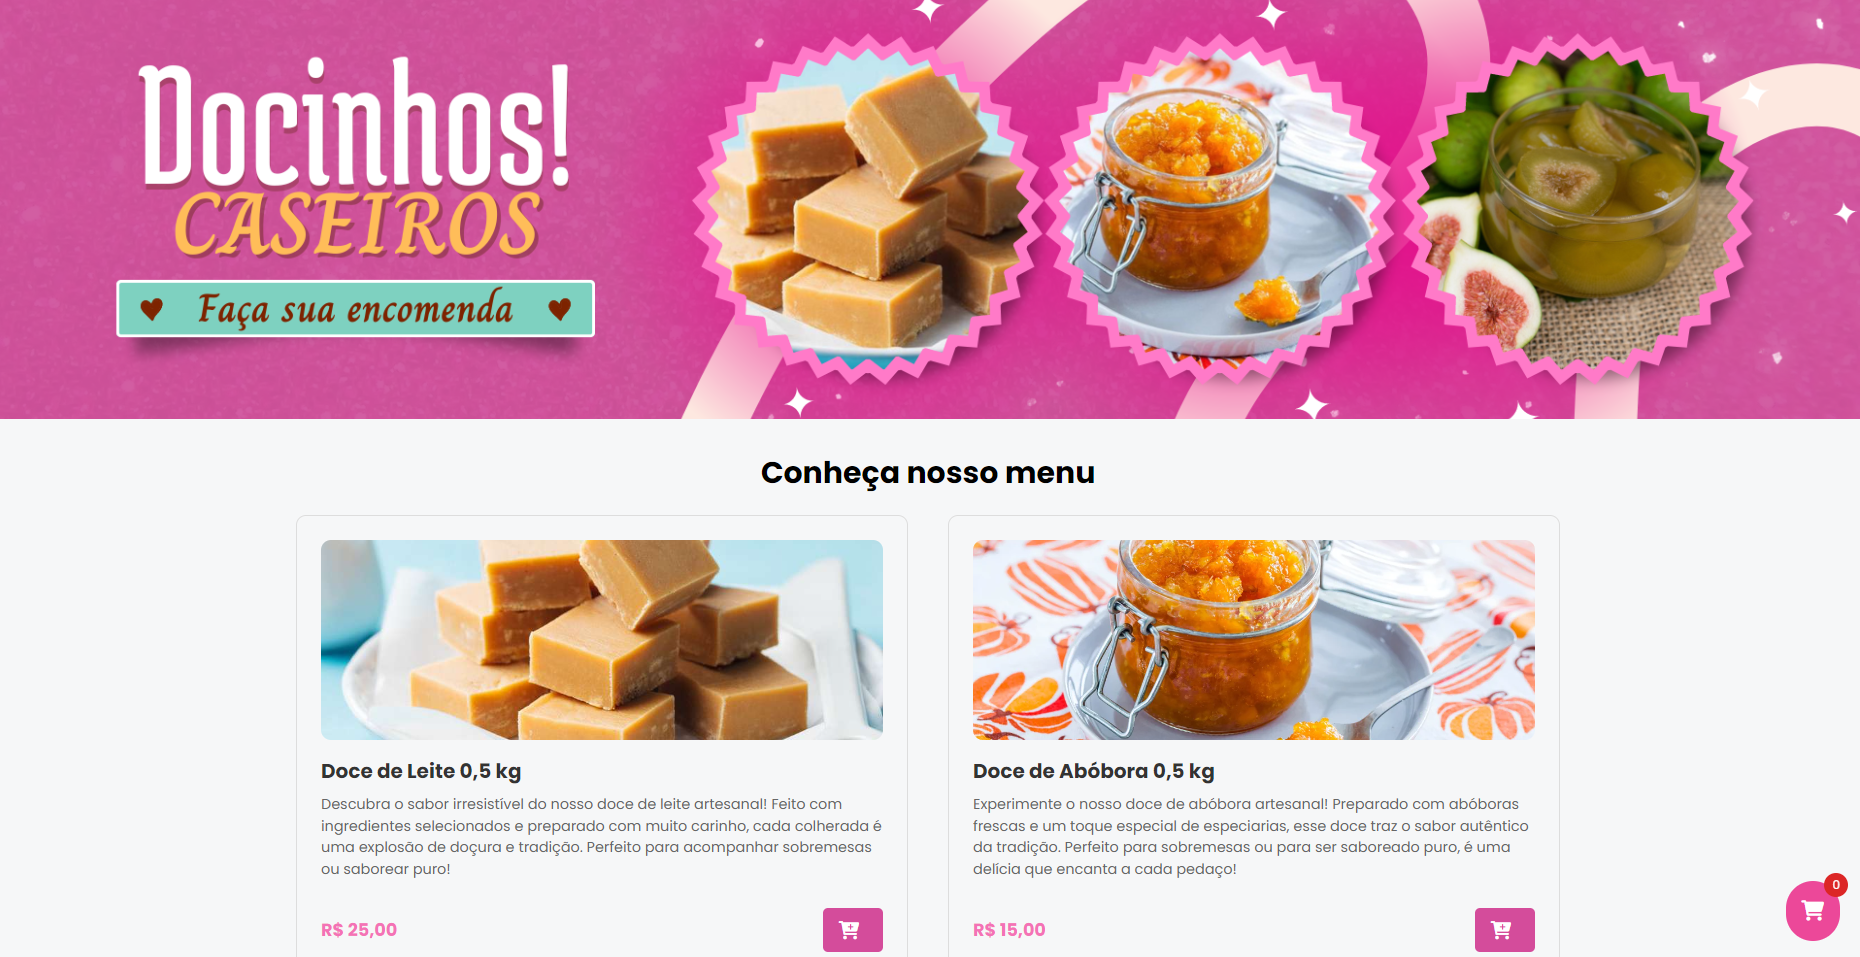 Docinhos!
CASEIROS
Faça sua encomenda
Conheça nosso menu
Doce de Leite 0,5 kg
Descubra o sabor irresistível do nosso doce de leite artesanal! Feito com
ingredientes selecionados e preparado com muito carinho, cada colherada é
uma explosão de doçura e tradição. Perfeito para acompanhar sobremesas
ou saborear puro!
R$ 25,00
Doce de Abóbora 0,5 kg
Experimente o nosso doce de abóbora artesanal! Preparado com abóboras
frescas e um toque especial de especiarias, esse doce traz o sabor autêntico
da tradição. Perfeito para sobremesas ou para ser saboreado puro, é uma
delícia que encanta a cada pedaço!
R$ 15,00
0